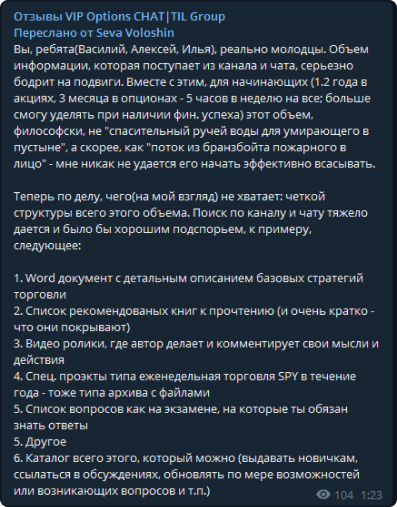 Отзывы VIP Options CHAT|TIL Group
Переслано от Seva Voloshin
Вы, ребята(Василий, Алексей, Илья), реально молодцы. Объем
информации, которая поступает из канала и чата, серьезно
бодрит на подвиги. Вместе с этим, для начинающих (1.2 года в
акциях, 3 месяца в опционах - 5 часов в неделю на все; больше
смогу уделять при наличии фин. успеха) этот объем,
философски, не "спасительный ручей воды для умирающего в
пустыне", а скорее, как "поток из бранзбойта пожарного в
лицо" - мне никак не удается его начать эффективно всасывать.
Теперь по делу, чего(на мой взгляд) не хватает: четкой
структуры всего этого объема. Поиск по каналу и чату тяжело
дается и было бы хорошим подспорьем, к примеру,
следующее:
1. Word документ с детальным описанием базовых стратегий
торговли
2. Список рекомендованых книг к прочтению (и очень кратко -
что они покрывают)
3. Видео ролики, где автор делает и комментирует свои мысли и
действия
4. Спец. проэкты типа еженедельная торговля SPY в течение
года - тоже типа архива с файлами
5. Список вопросов как на экзамене, на которые ты обязан
знать ответы
5. Другое
6. Каталог всего этого, который можно (выдавать новичкам,
ссылаться в обсуждениях, обновлять по мере возможностей
или возникающих вопросов и т.п.)
104 1:23